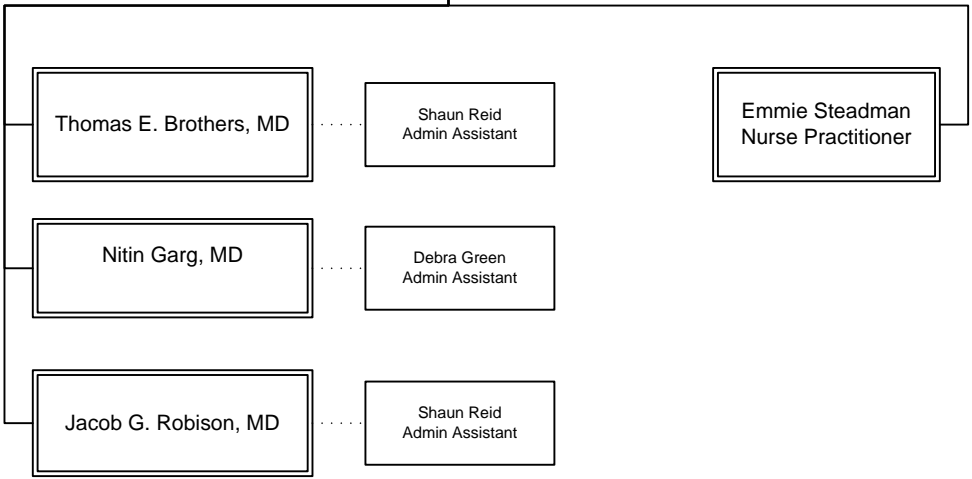 Thomas E. Brothers, MD
Shaun Reid
Admin Assistant
Emmie Steadman
Nurse Practitioner
Nitin Garg, MD
Debra Green
Admin Assistant
Jacob G. Robison, MD
Shaun Reid
Admin Assistant